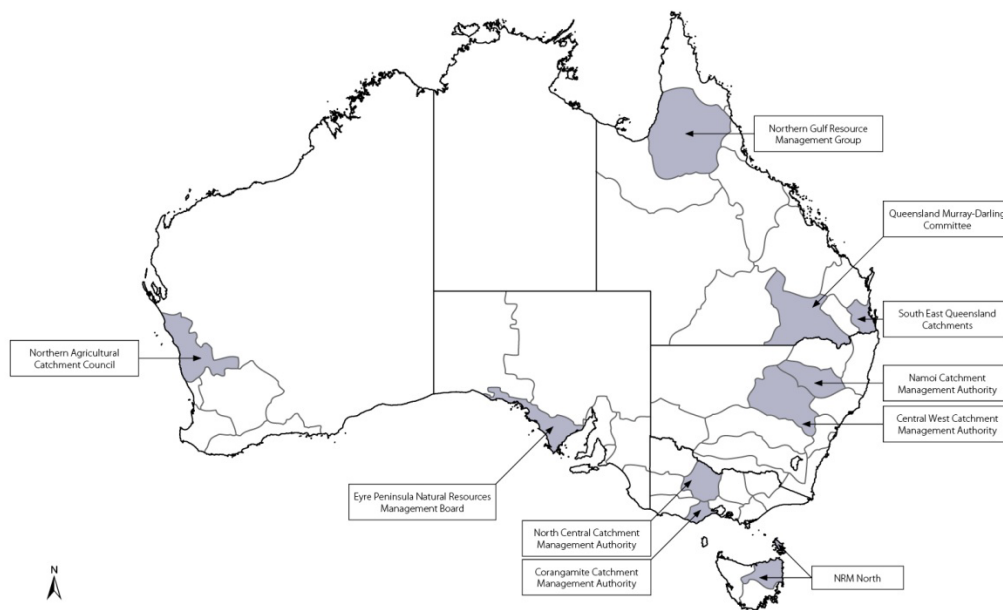 Northern Gulf Resource
Management Group
Queensland Murray-Darling
Committee
South East Queensland
Catchments
Northern Agricultural
Catchment Council
Namoi Catchment
Management Authority
Central West Catchment
Management Authority
Eyre Peninsula Natural Resources
Management Board
North Central Catchment
Management Authority
Corangamite Catchment
Management Authority
NRM North
N